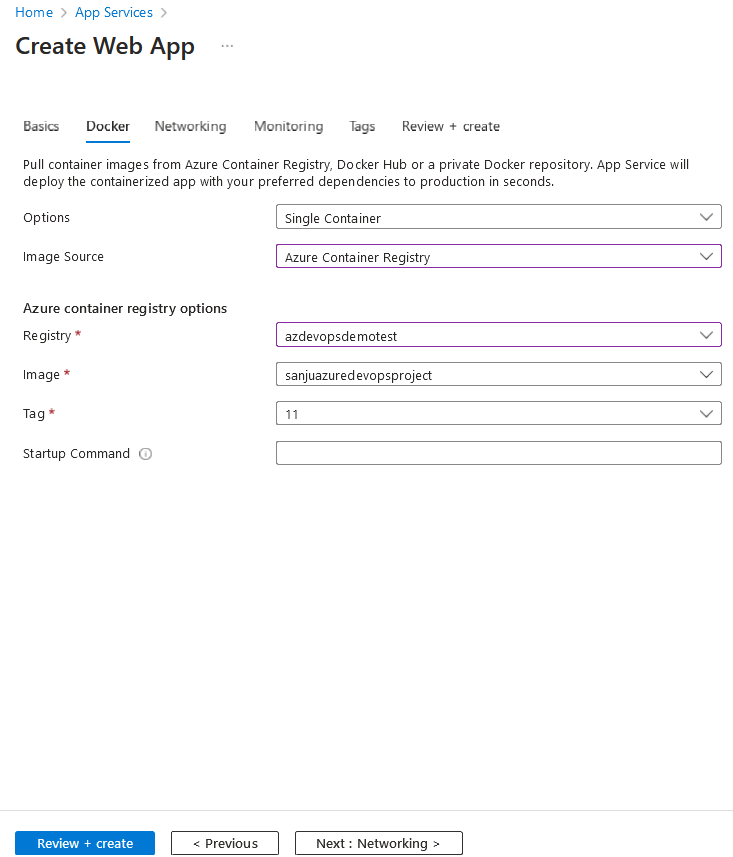 Home > App Services >
Create Web App ...
Basics Docker Networking Monitoring Tags Review + create
Pull container images from Azure Container Registry, Docker Hub or a private Docker repository. App Service will
deploy the containerized app with your preferred dependencies to production in seconds.
Options Single Container
Image Source Azure Container Registry
Azure container registry options
Registry * azdevopsdemotest
Image * sanjuazuredevopsproject
Tag * 11
Startup Command
Review + create < Previous Next : Networking >